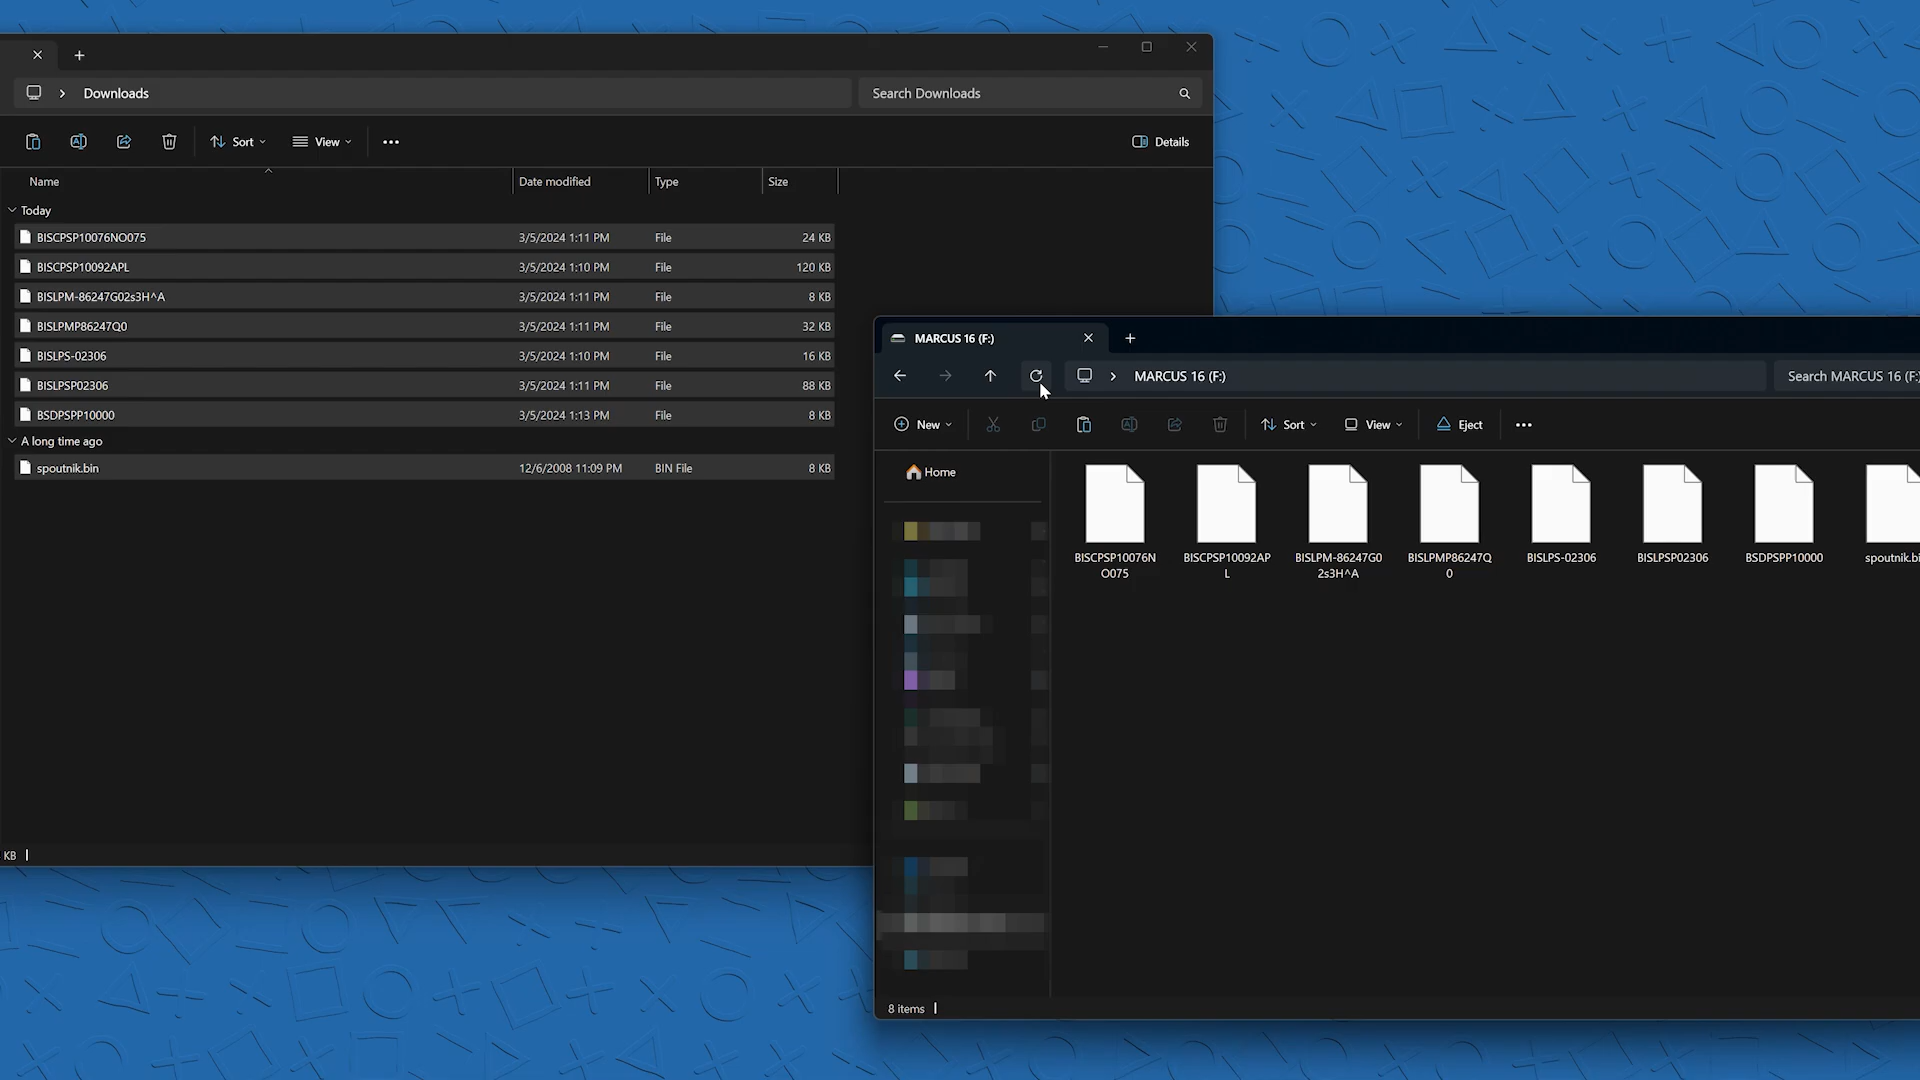 Downloads
Search Downloads
Sort
View
Details
Name
Date modified
Type
Size
Today
BISCPSP10076NO075 3/5/2024 1:11 PM File 24 KB
BISCPSP10092APL 3/5/2024 1:10 PM File 120 KB
BISLPM-86247G02s3H^A 3/5/2024 1:11 PM File 8 KB
BISLPMP86247Q0 3/5/2024 1:11 PM File 32 KB
BISLPS-02306 3/5/2024 1:10 PM File 16 KB
BISLPSP02306 3/5/2024 1:11 PM File 88 KB
BSDPSPP10000 3/5/2024 1:13 PM File 8 KB
A long time ago
spoutnik.bin 12/6/2008 11:09 PM BIN File 8 KB
KB
MARCUS 16 (F:)
MARCUS 16 (F:)
Search MARCUS 16 (F:)
New
Sort
View
Eject
Home
BISCPSP10076N
O075
BISCPSP10092AP
L
BISLPM-86247G0
2s3H^A
BISLPMP86247Q
0
BISLPS-02306
BISLPSP02306
BSDPSPP10000
spoutnik.bi
8 items